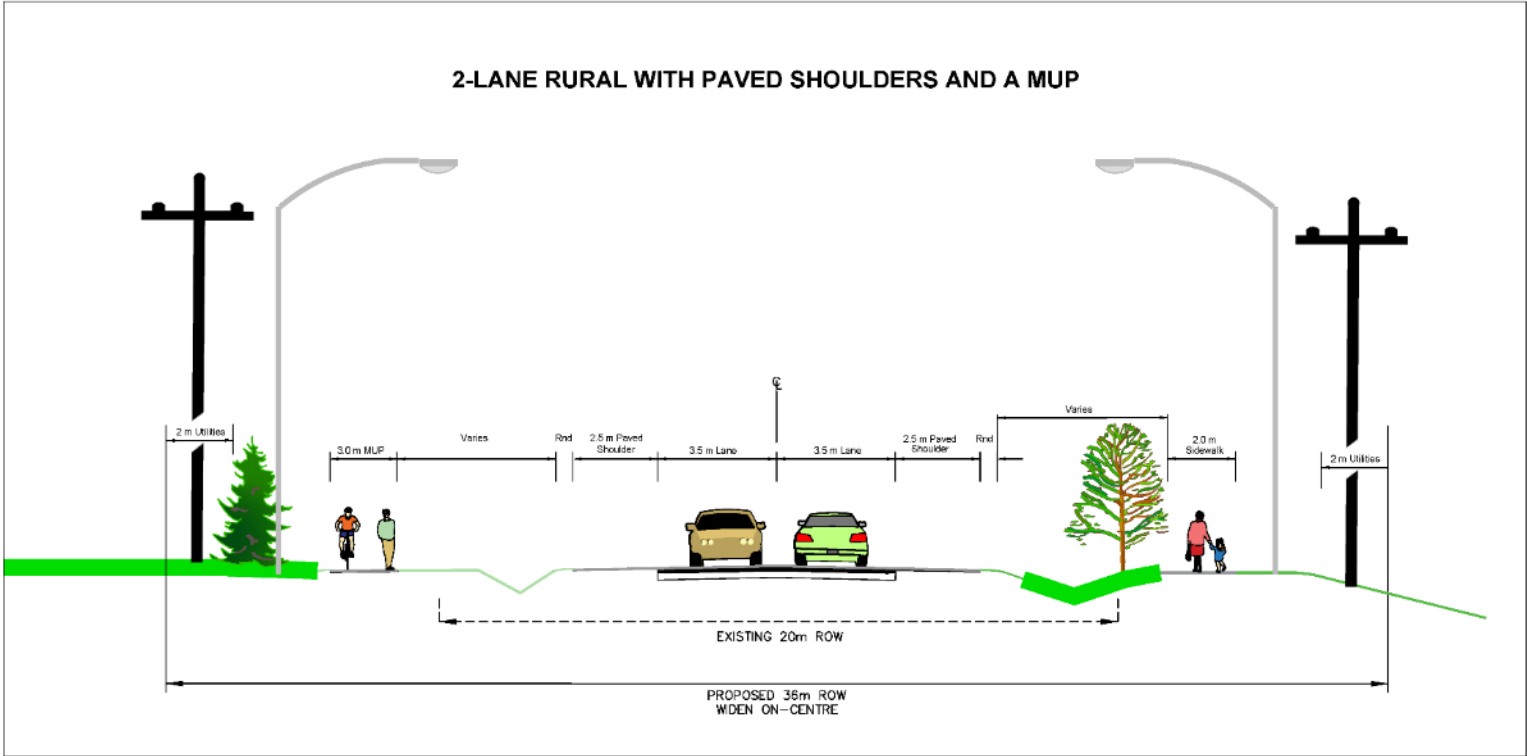 2-LANE RURAL WITH PAVED SHOULDERS AND A MUP
℄
Varies
2 m Utilities
3.0 m MUP
Varies
Rnd
2.5 m Paved
Shoulder
3.5 m Lane
3.5 m Lane
2.5 m Paved
Shoulder
Rnd
2.0 m
Sidewalk
2 m Utilities
EXISTING 20m ROW
PROPOSED 36m ROW
WIDEN ON-CENTRE